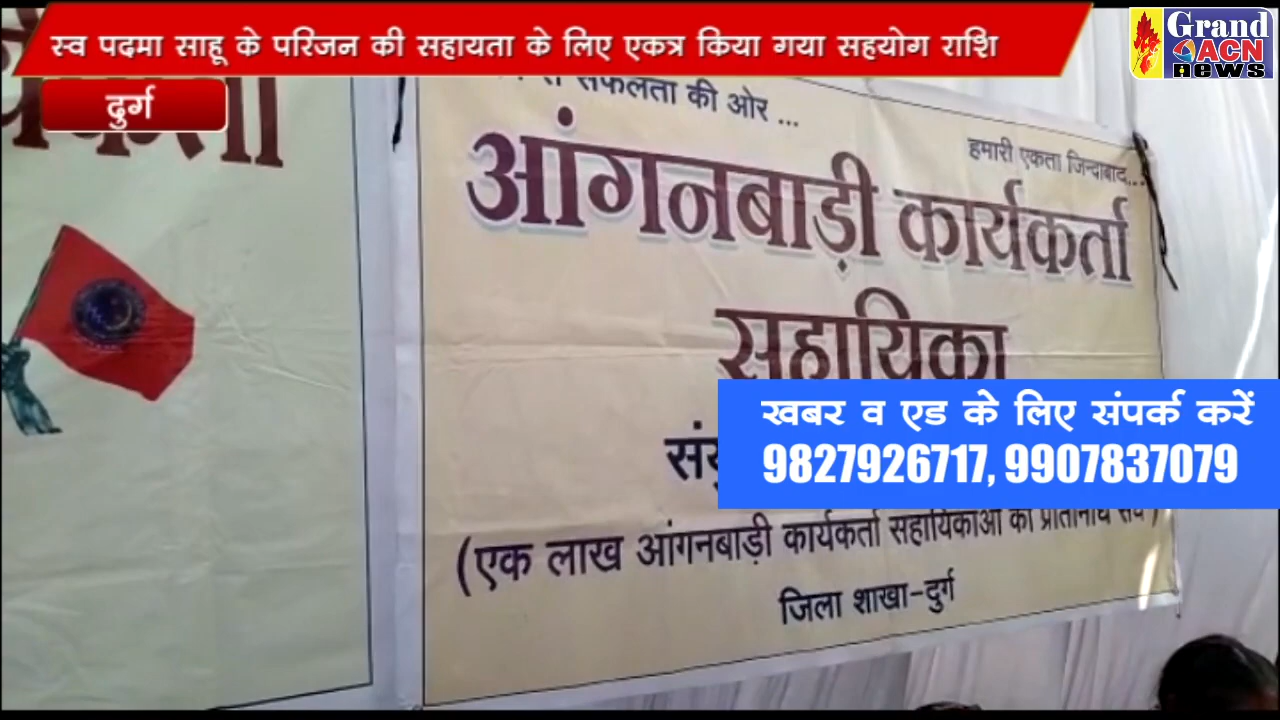 स्व पदमा साहू के परिजन की सहायता के लिए एकत्र किया गया सहयोग राशि
Grand
ACN
news
दुर्ग
सफलता की ओर ...
हमारी एकता जिन्दाबाद...
आंगनबाड़ी कार्यकर्ता
सहायिका
खबर व एड के लिए संपर्क करें
9827926717, 9907837079
(एक लाख आंगनबाड़ी कार्यकर्ता सहायिकाओं
जिला शाखा-दुर्ग